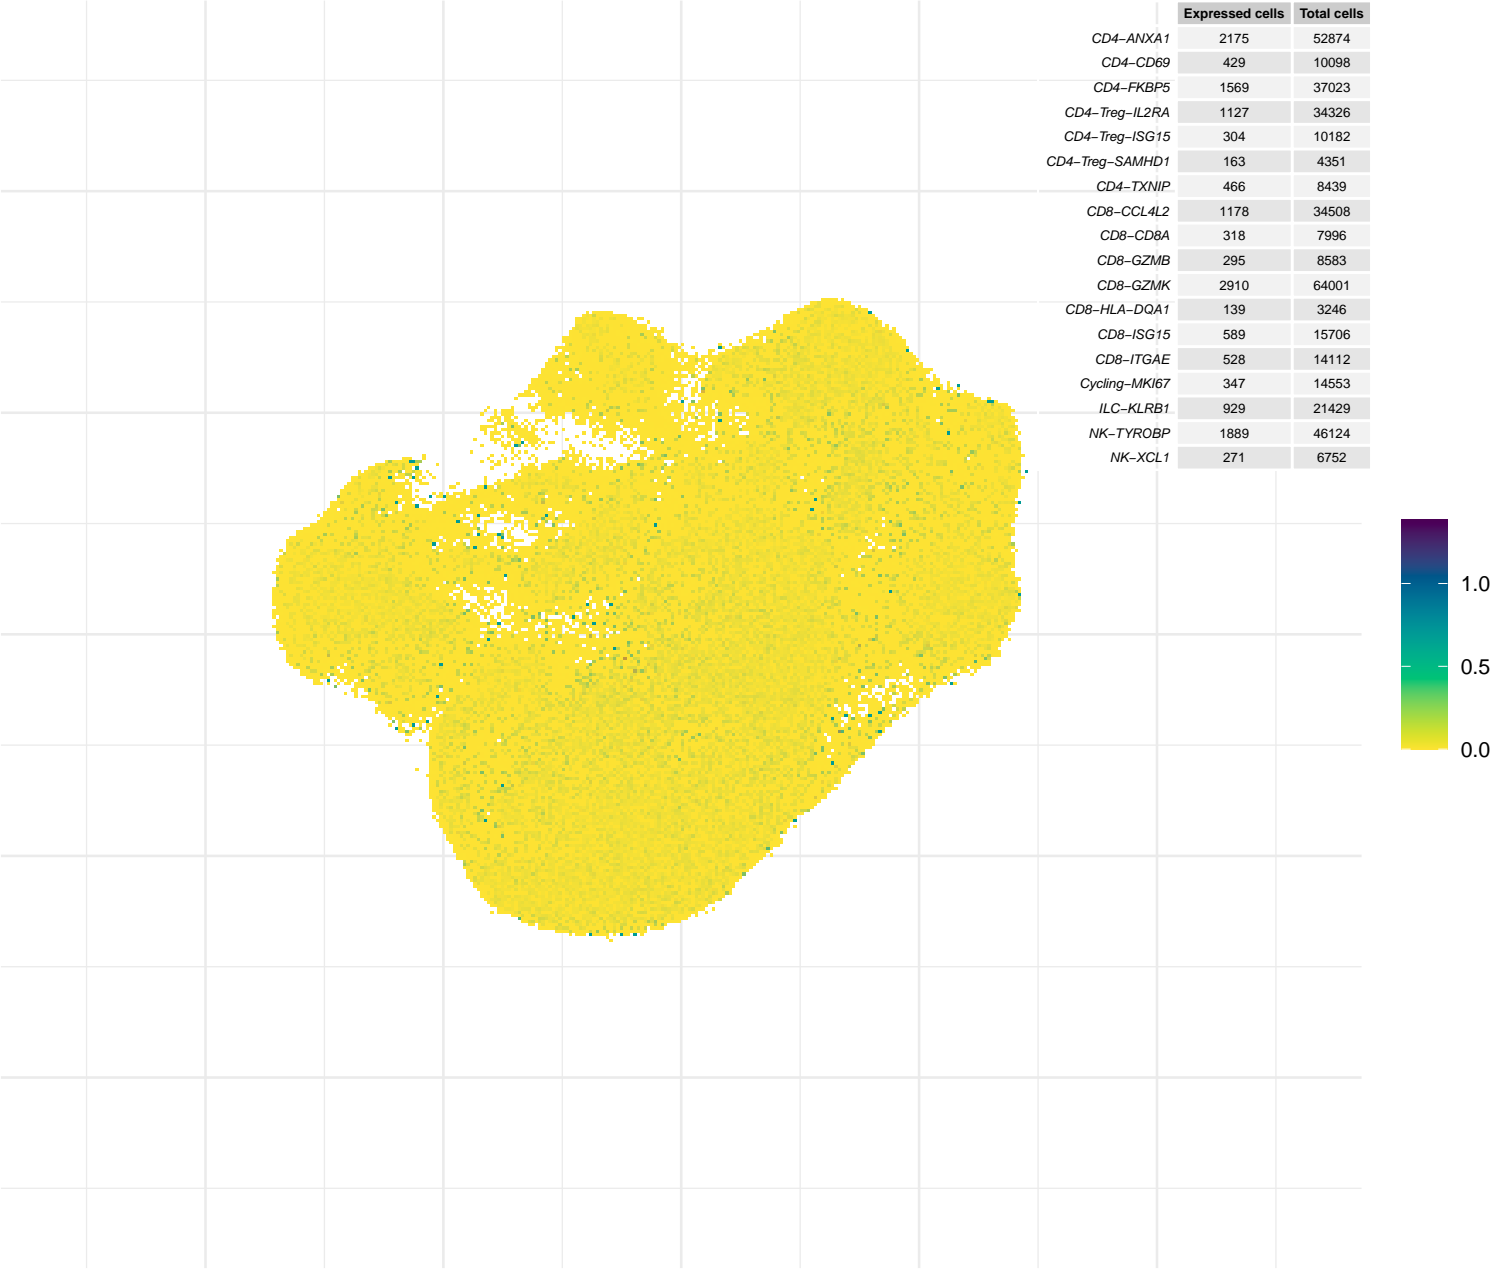 Expressed cells Total cells
CD4−ANXA1 2175 52874
CD4−CD69 429 10098
CD4−FKBP5 1569 37023
CD4−Treg−IL2RA 1127 34326
CD4−Treg−ISG15 304 10182
CD4−Treg−SAMHD1 163 4351
CD4−TXNIP 466 8439
CD8−CCL4L2 1178 34508
CD8−CD8A 318 7996
CD8−GZMB 295 8583
CD8−GZMK 2910 64001
CD8−HLA−DQA1 139 3246
CD8−ISG15 589 15706
CD8−ITGAE 528 14112
Cycling−MKI67 347 14553
ILC−KLRB1 929 21429
NK−TYROBP 1889 46124
NK−XCL1 271 6752
1.0
0.5
0.0